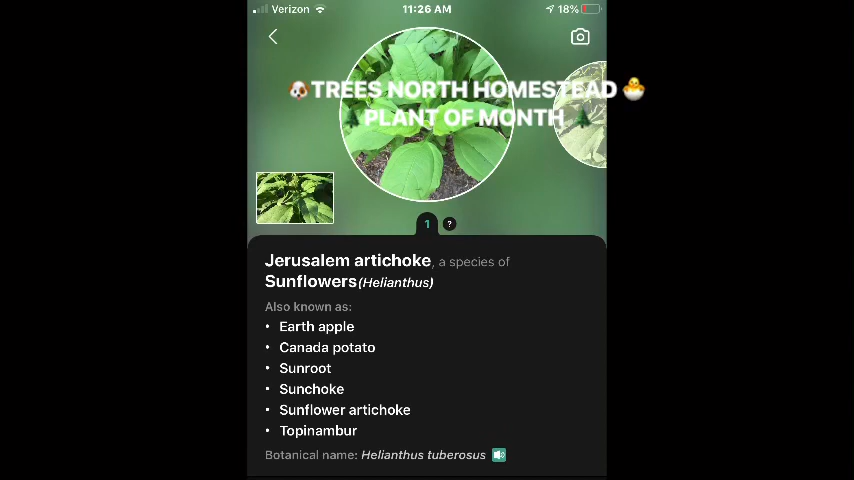 Verizon 11:26 AM 18%
TREES NORTH HOMESTEAD
PLANT OF MONTH
1 ?
Jerusalem artichoke, a species of
Sunflowers(Helianthus)
Also known as:
• Earth apple
• Canada potato
• Sunroot
• Sunchoke
• Sunflower artichoke
• Topinambur
Botanical name: Helianthus tuberosus